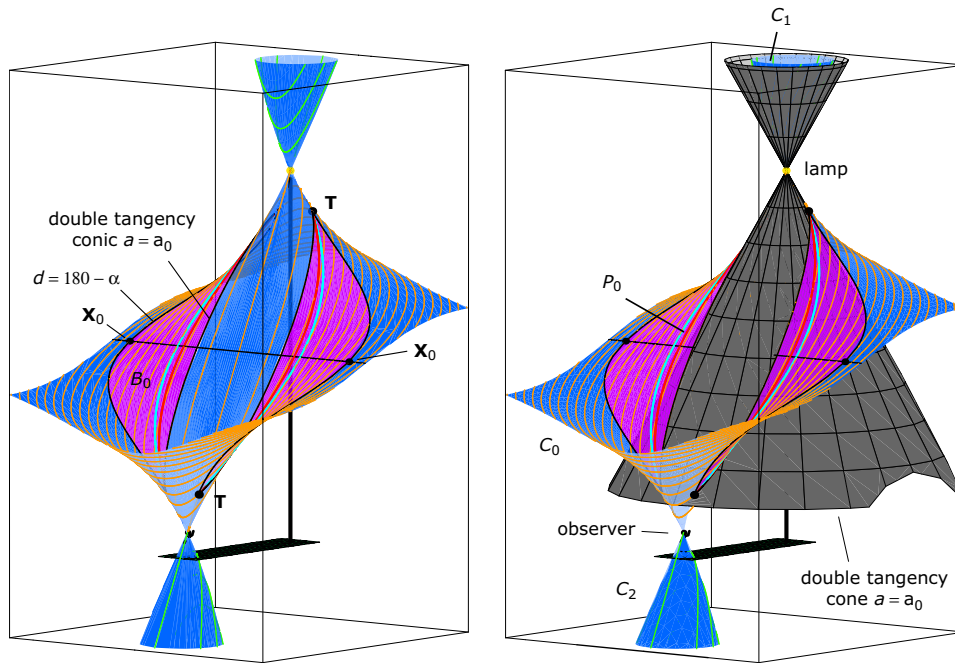 double tangency
conic a = a₀
d = 180 − α
X₀
B₀
T
X₀
T
C₁
lamp
P₀
C₀
observer
C₂
double tangency
cone a = a₀